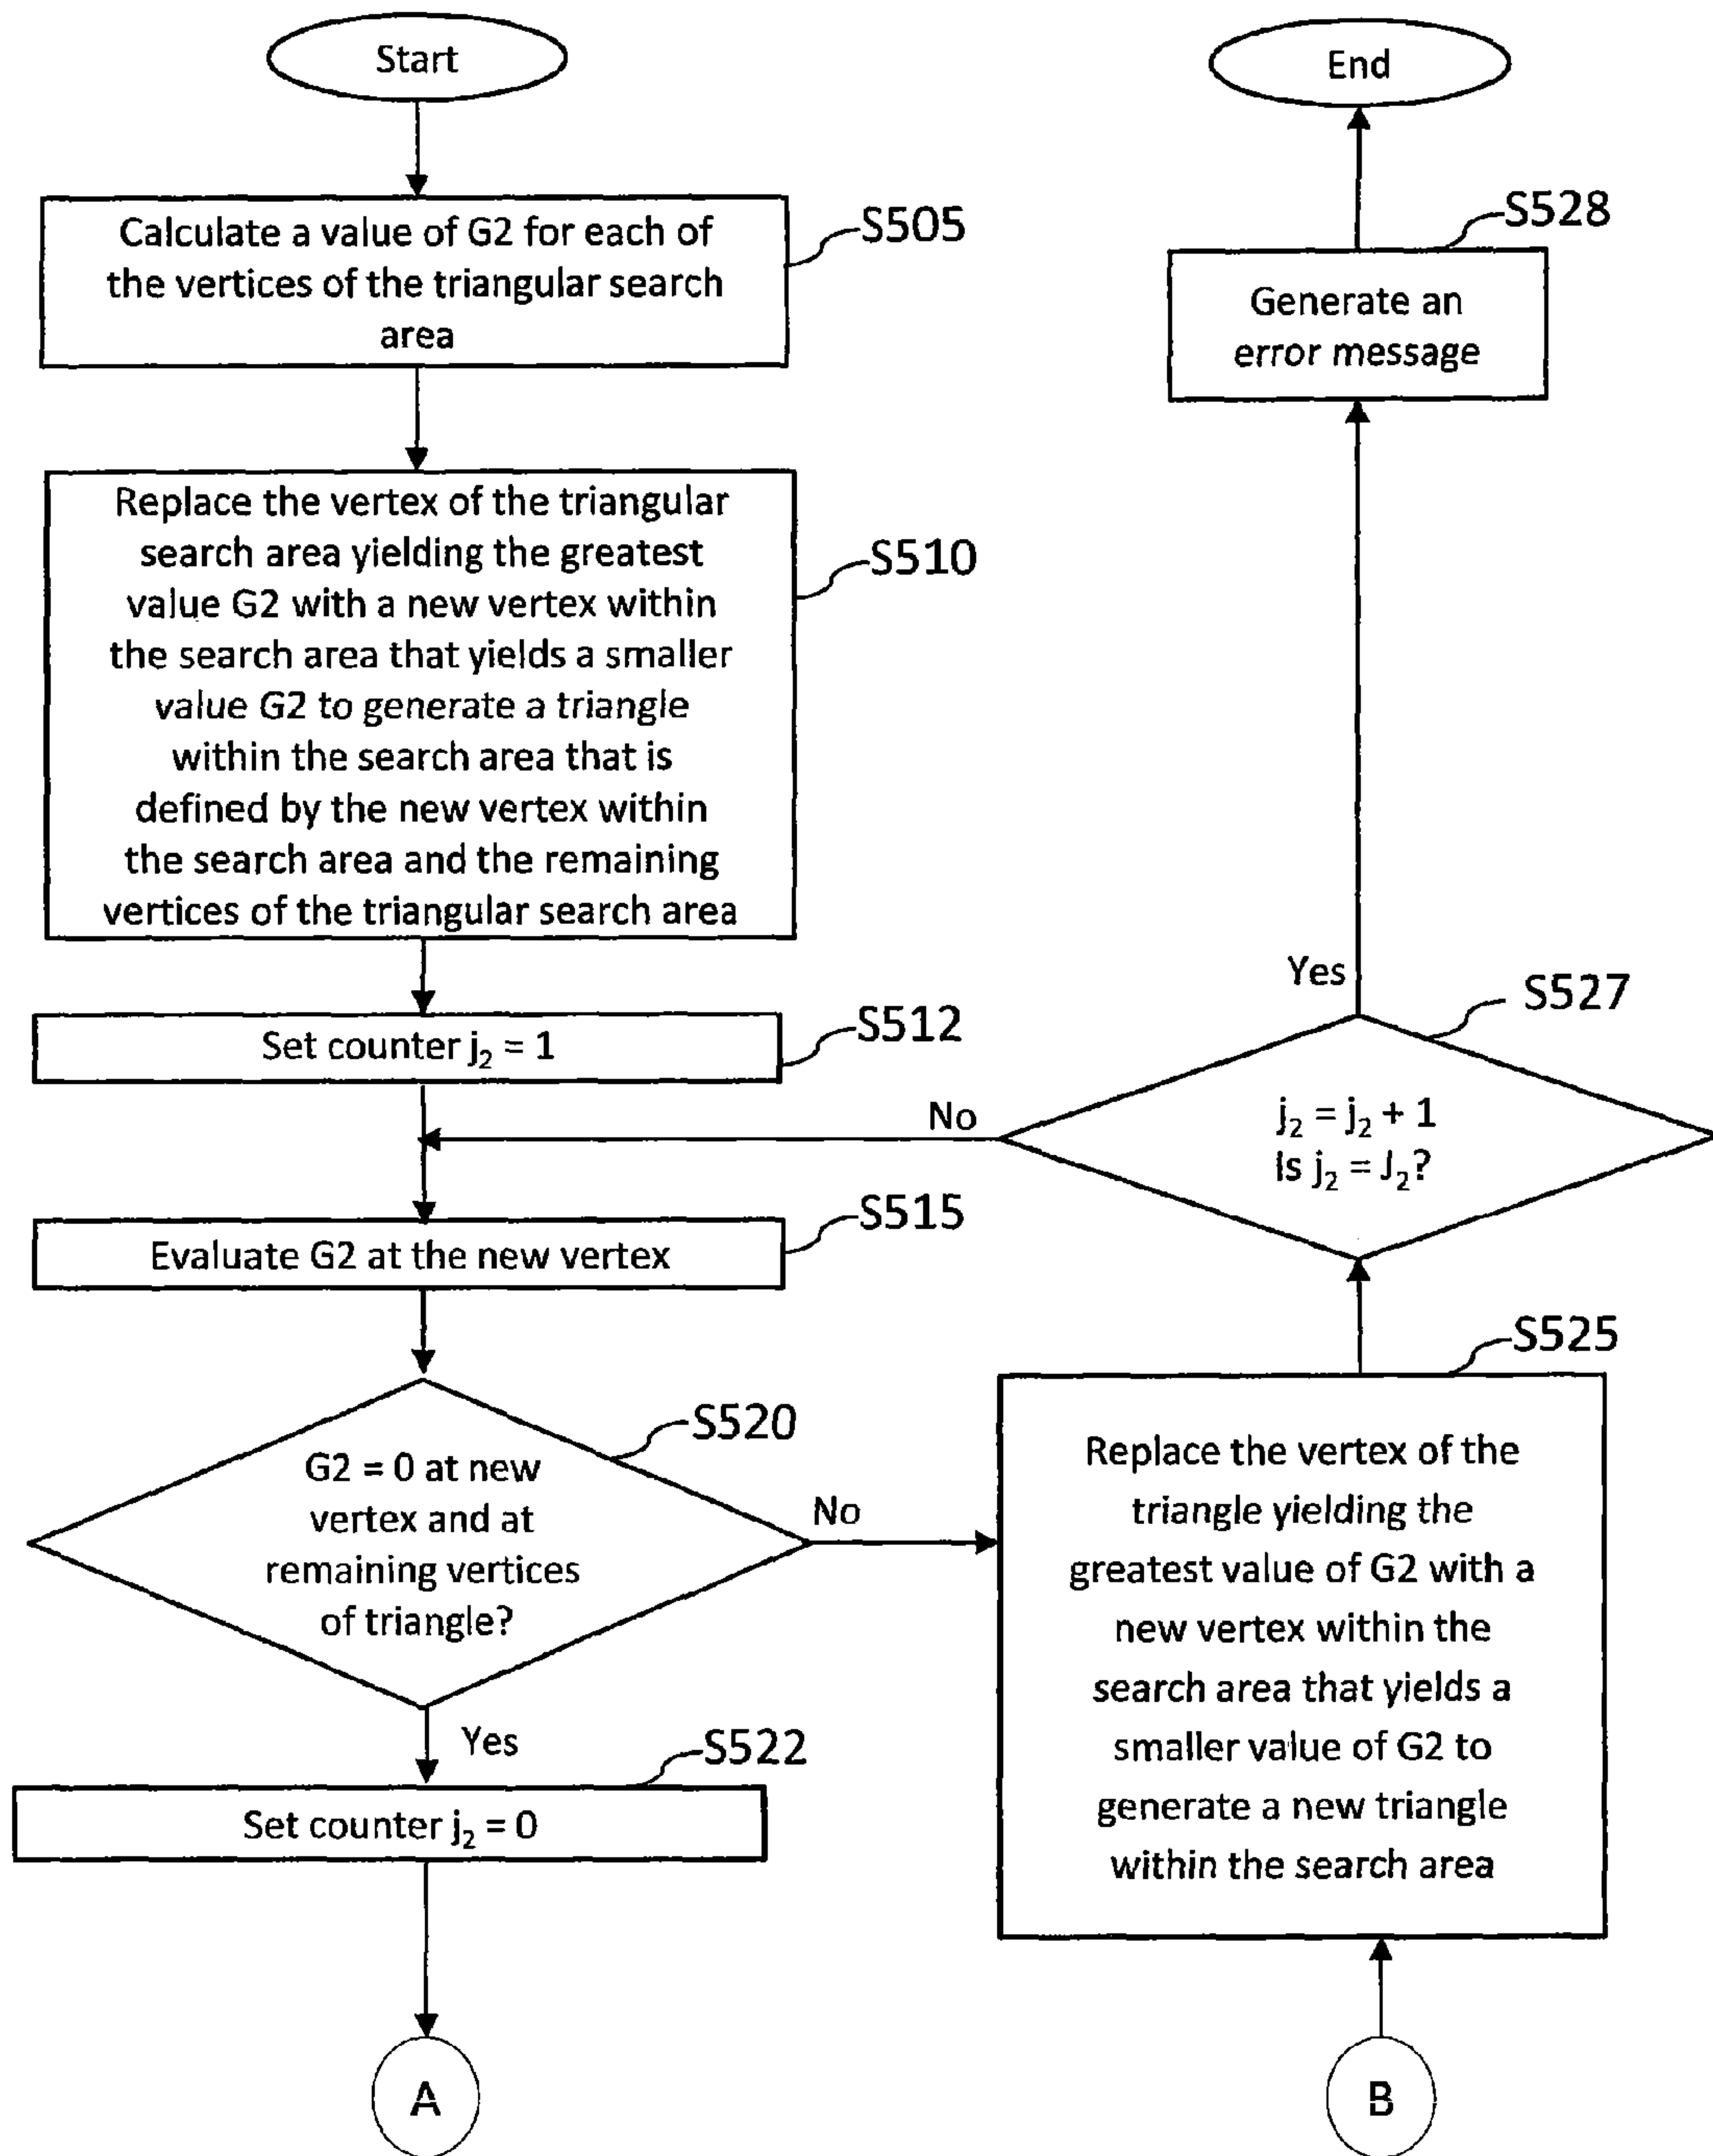 Start
Calculate a value of G2 for each of
the vertices of the triangular search
area
S505
Replace the vertex of the triangular
search area yielding the greatest
value G2 with a new vertex within
the search area that yields a smaller
value G2 to generate a triangle
within the search area that is
defined by the new vertex within
the search area and the remaining
vertices of the triangular search area
S510
Set counter j₂ = 1
S512
Evaluate G2 at the new vertex
S515
G2 = 0 at new
vertex and at
remaining vertices
of triangle?
S520
No
Yes
Set counter j₂ = 0
S522
A
End
Generate an
error message
S528
Yes
j₂ = j₂ + 1
Is j₂ = J₂?
S527
No
Replace the vertex of the
triangle yielding the
greatest value of G2 with a
new vertex within the
search area that yields a
smaller value of G2 to
generate a new triangle
within the search area
S525
B